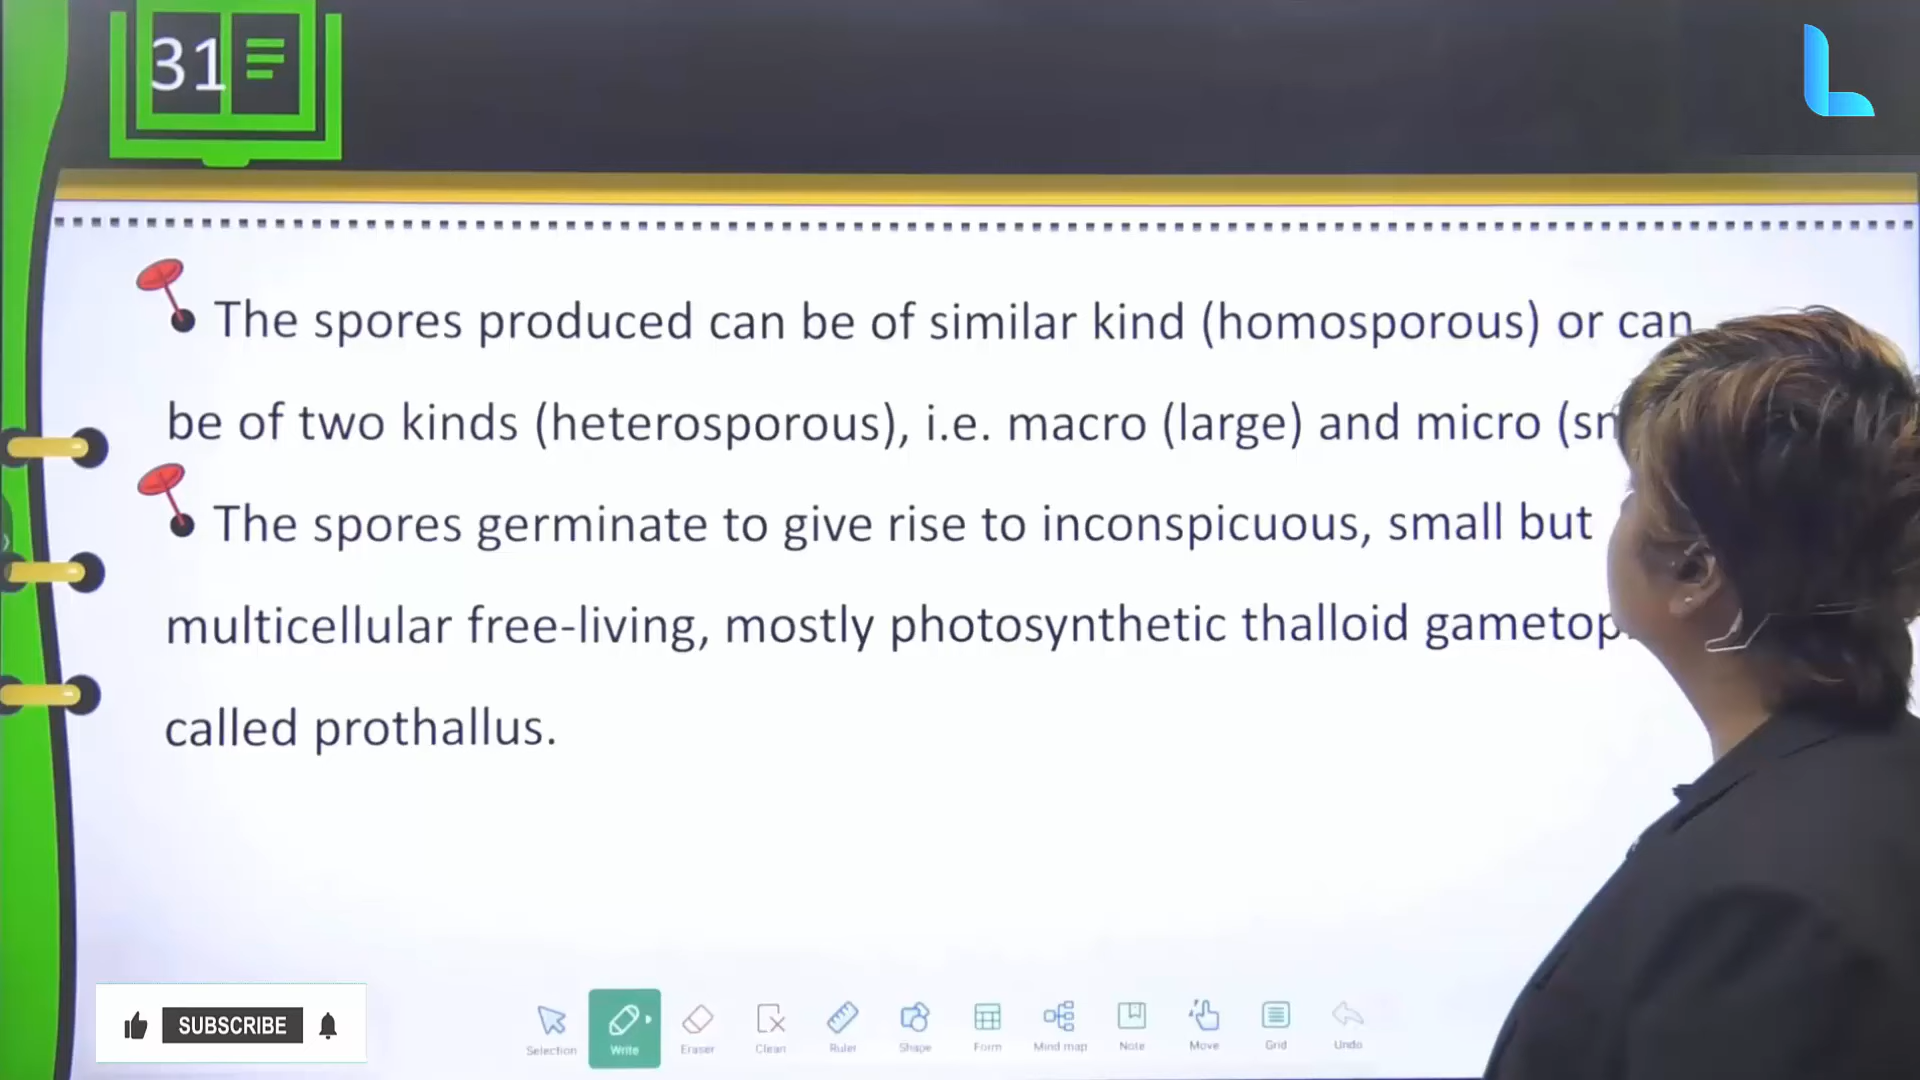 31
The spores produced can be of similar kind (homosporous) or can
be of two kinds (heterosporous), i.e. macro (large) and micro
The spores germinate to give rise to inconspicuous, small but
multicellular free-living, mostly photosynthetic thalloid
called prothallus.
SUBSCRIBE
Selection Write Eraser Clean Ruler Shape Form Mind map Note Move Grid Undo